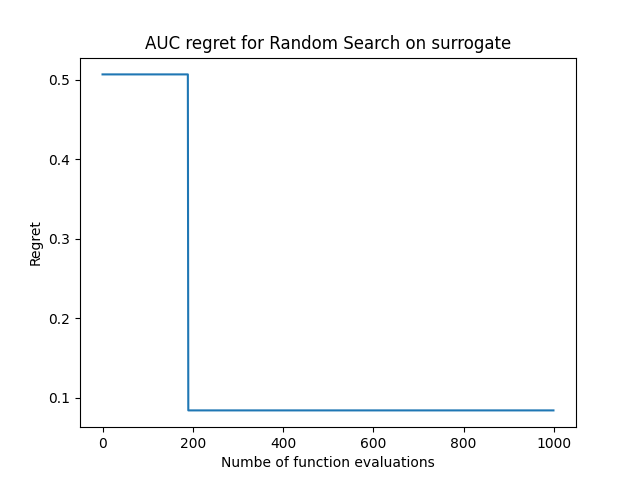 AUC regret for Random Search on surrogate
0.5
0.4
0.3
0.2
0.1
Regret
0 200 400 600 800 1000
Numbe of function evaluations